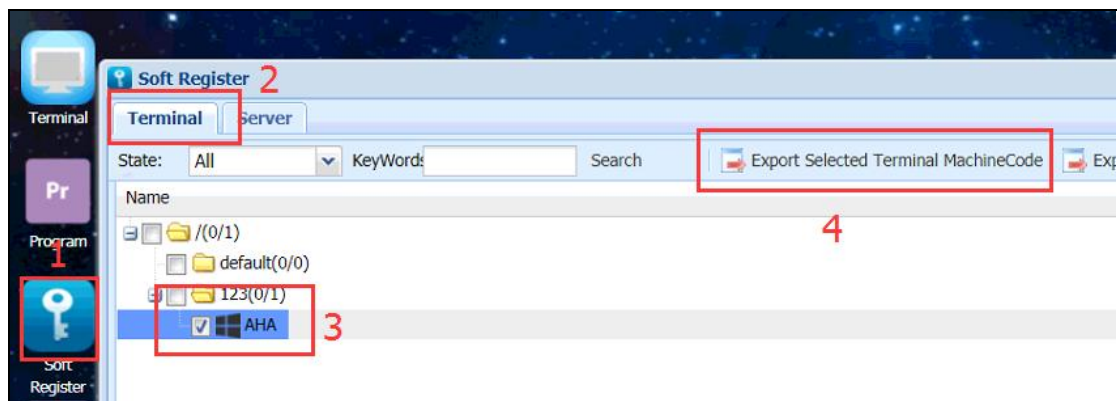 Terminal
Pr
Program
1
Soft
Register
Soft Register 2
Terminal Server
State: All KeyWords Search Export Selected Terminal MachineCode Exp
4
Name
/(0/1)
default(0/0)
123(0/1)
AHA 3